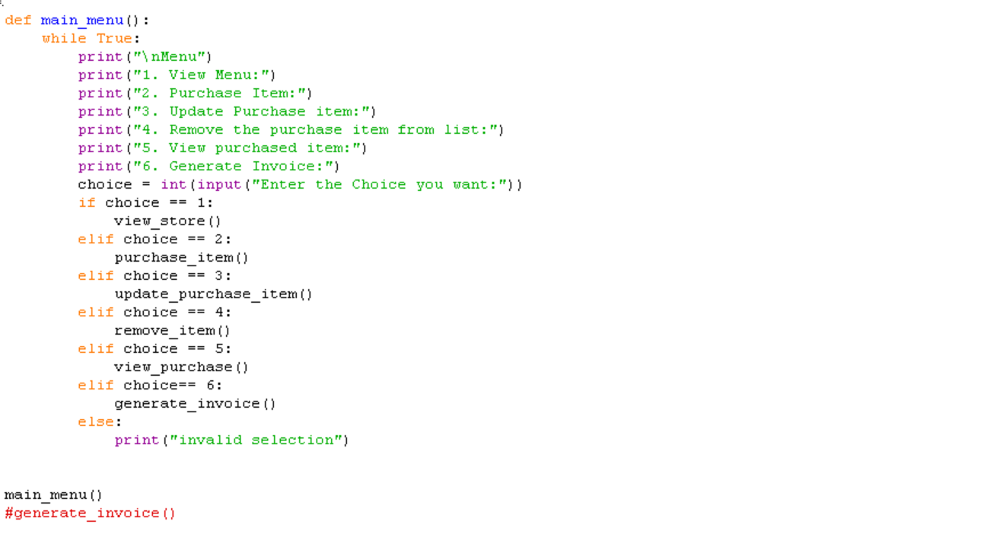 def main_menu():
    while True:
        print("\nMenu")
        print("1. View Menu:")
        print("2. Purchase Item:")
        print("3. Update Purchase item:")
        print("4. Remove the purchase item from list:")
        print("5. View purchased item:")
        print("6. Generate Invoice:")
        choice = int(input("Enter the Choice you want:"))
        if choice == 1:
            view_store()
        elif choice == 2:
            purchase_item()
        elif choice == 3:
            update_purchase_item()
        elif choice == 4:
            remove_item()
        elif choice == 5:
            view_purchase()
        elif choice== 6:
            generate_invoice()
        else:
            print("invalid selection")
main_menu()
#generate_invoice()